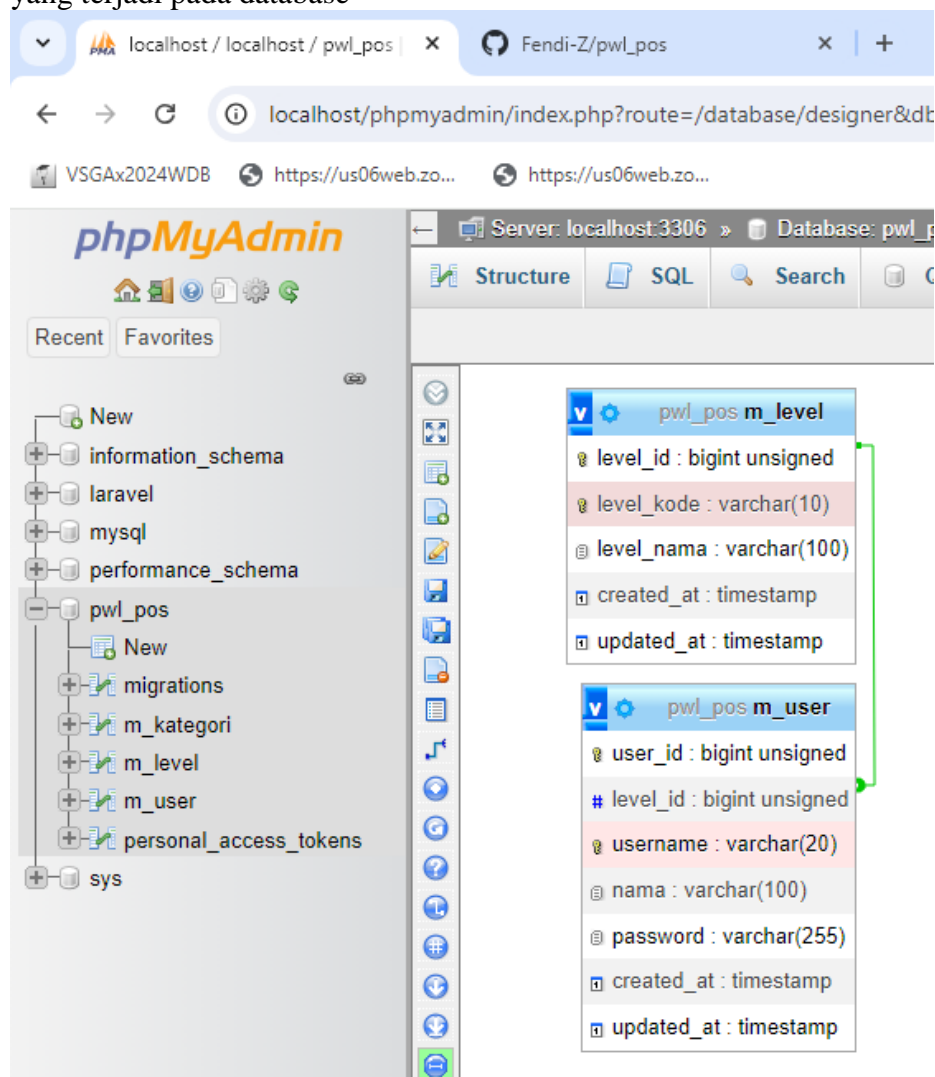 yang terjadi pada database
localhost / localhost / pwl_pos
Fendi-Z/pwl_pos
localhost/phpmyadmin/index.php?route=/database/designer&db
VSGAx2024WDB
https://us06web.zo...
https://us06web.zo...
phpMyAdmin
Recent
Favorites
New
information_schema
laravel
mysql
performance_schema
pwl_pos
New
migrations
m_kategori
m_level
m_user
personal_access_tokens
sys
Server: localhost:3306 » Database: pwl_p
Structure
SQL
Search
v pwl_pos m_level
level_id : bigint unsigned
level_kode : varchar(10)
level_nama : varchar(100)
created_at : timestamp
updated_at : timestamp
v pwl_pos m_user
user_id : bigint unsigned
# level_id : bigint unsigned
username : varchar(20)
nama : varchar(100)
password : varchar(255)
created_at : timestamp
updated_at : timestamp